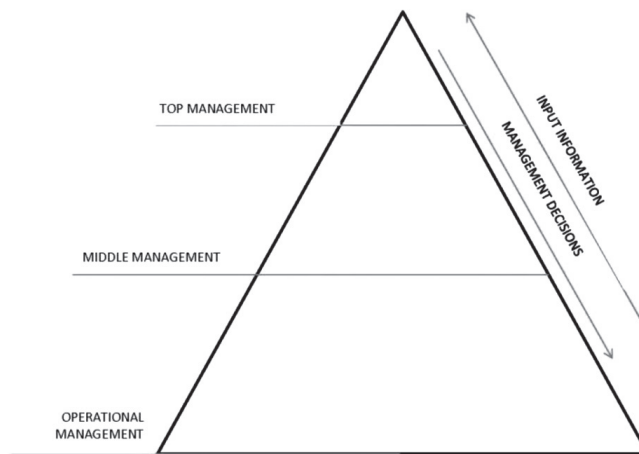 TOP MANAGEMENT
INPUT INFORMATION
MANAGEMENT DECISIONS
MIDDLE MANAGEMENT
OPERATIONAL
MANAGEMENT